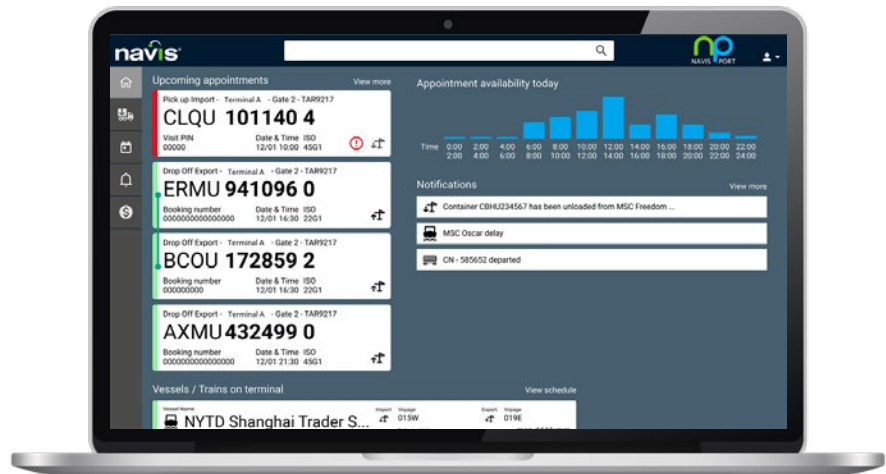 navis
NAVIS PORT
Upcoming appointments View more
Pick up Import - Terminal A - Gate 2 - TAR9217
CLQU 101140 4
Visit PIN Date & Time ISO
00000 12/01 10:00 45G1
Drop Off Export - Terminal A - Gate 2 - TAR9217
ERMU 941096 0
Booking number Date & Time ISO
0000000000000000 12/01 16:30 22G1
Drop Off Export - Terminal A - Gate 2 - TAR9217
BCOU 172859 2
Booking number Date & Time ISO
000000000 12/01 16:30 22G1
Drop Off Export - Terminal A - Gate 2 - TAR9217
AXMU 432499 0
Booking number Date & Time ISO
0000000000000000 12/01 21:30 45G1
Appointment availability today
Time 0:00 2:00 4:00 6:00 8:00 10:00 12:00 14:00 16:00 18:00 20:00 22:00
2:00 4:00 6:00 8:00 10:00 12:00 14:00 16:00 18:00 20:00 22:00 24:00
Notifications View more
Container CBHU234567 has been unloaded from MSC Freedom ...
MSC Oscar delay
CN - 585652 departed
Vessels / Trains on terminal View schedule
Vessel Name Import Voyage Export Voyage
NYTD Shanghai Trader S... 015W 019E